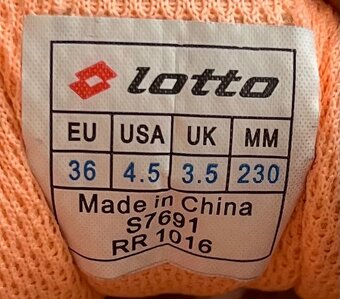 lotto
EU USA UK MM
36 4.5 3.5 230
Made in China
S7691
RR 1016